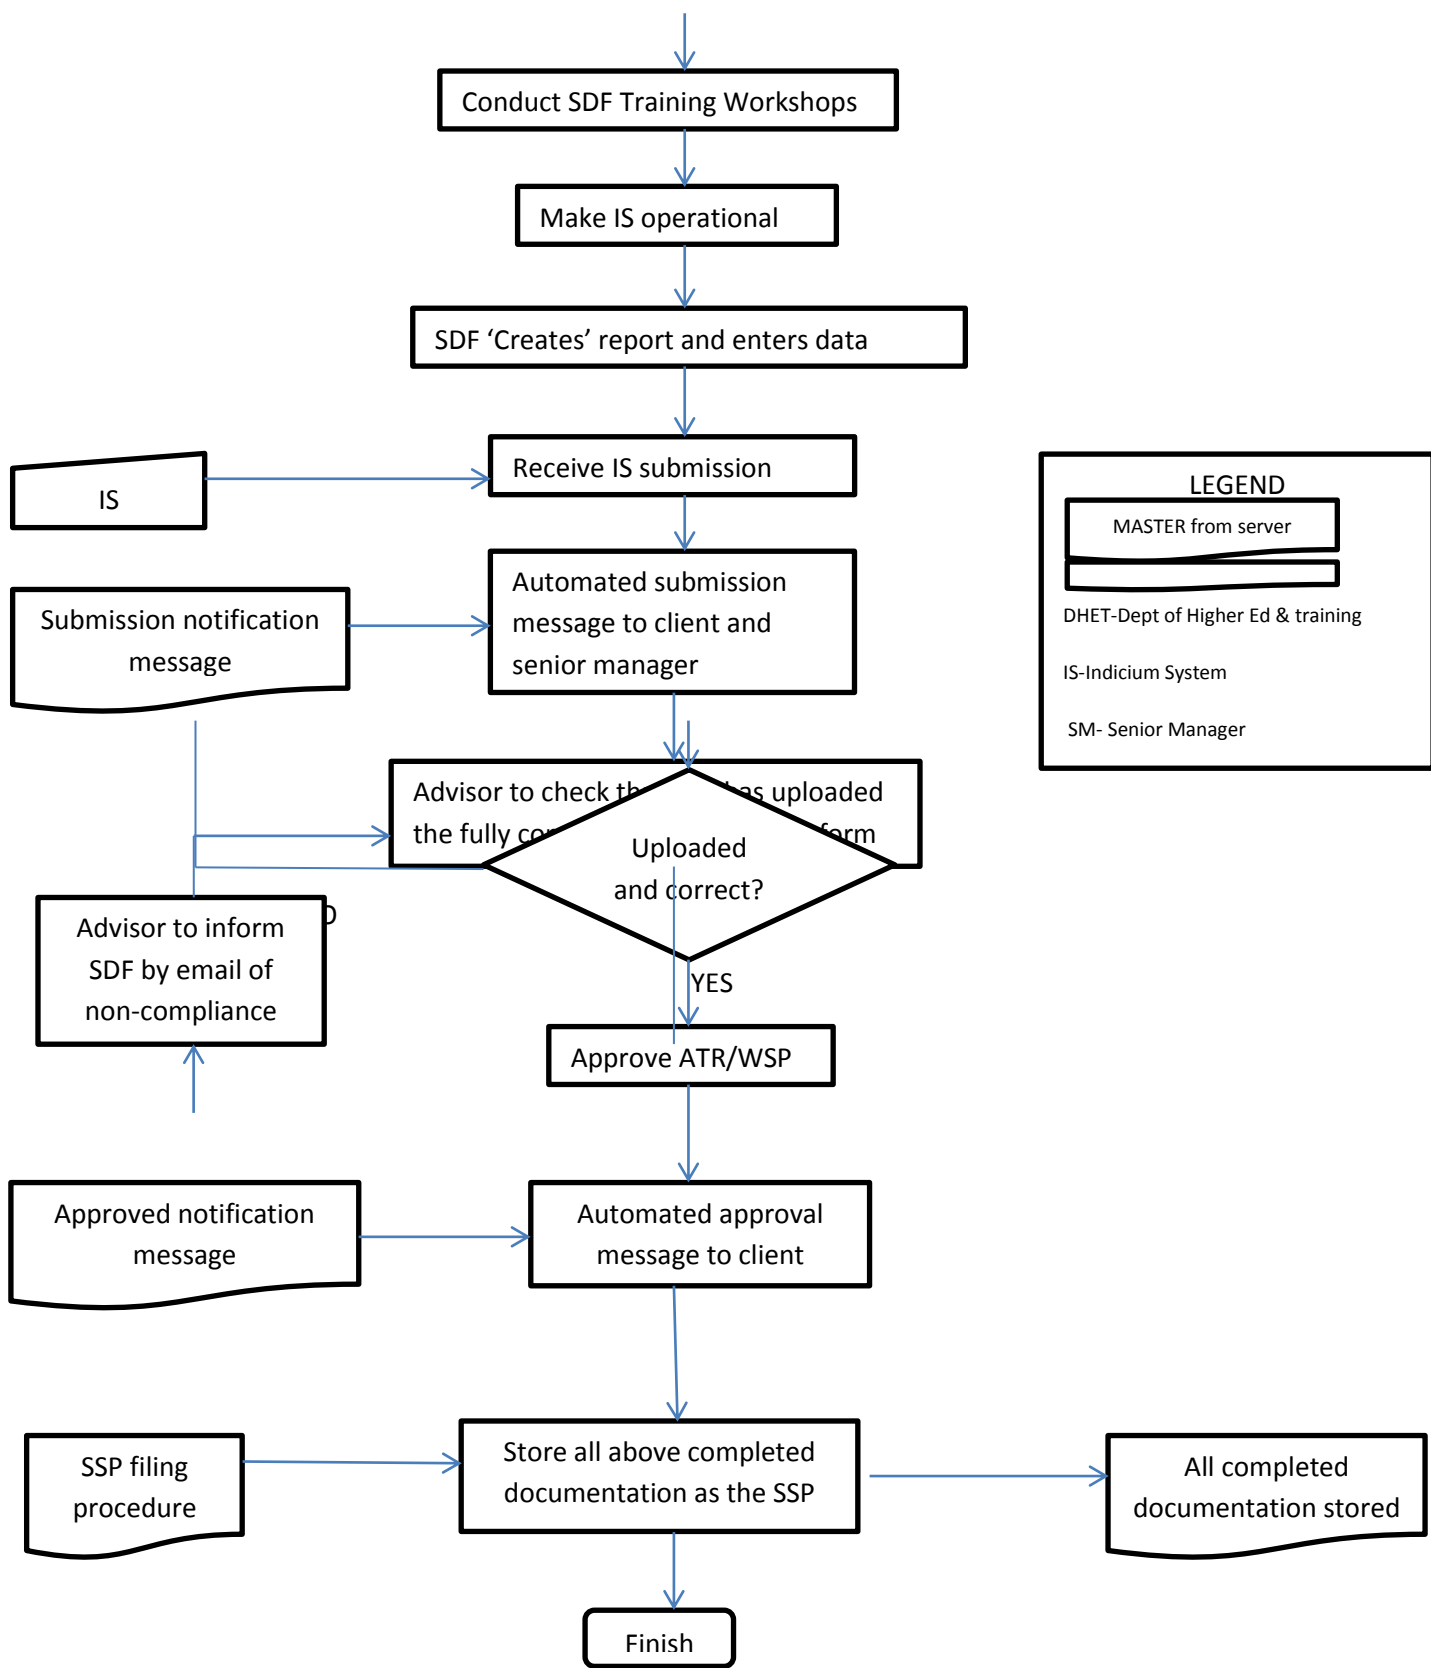 Conduct SDF Training Workshops
Make IS operational
SDF ‘Creates’ report and enters data
Receive IS submission
IS
LEGEND
MASTER from server
DHET-Dept of Higher Ed & training
IS-Indicium System
SM- Senior Manager
Automated submission
message to client and
senior manager
Submission notification
message
Advisor to check has uploaded
the fully form
Uploaded
and correct?
Advisor to inform
SDF by email of
non-compliance
YES
Approve ATR/WSP
Approved notification
message
Automated approval
message to client
SSP filing
procedure
Store all above completed
documentation as the SSP
All completed
documentation stored
Finish